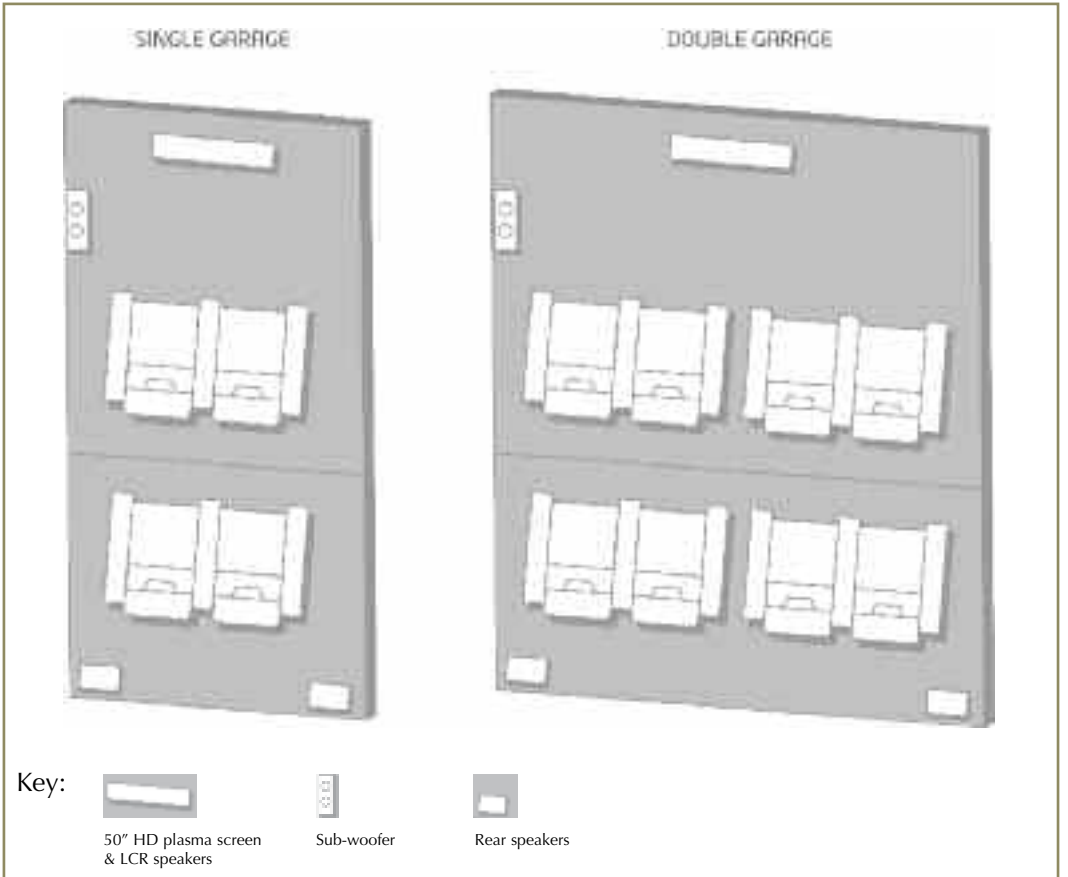 SINGLE GARAGE
DOUBLE GARAGE
Key:
50" HD plasma screen
& LCR speakers
Sub-woofer
Rear speakers